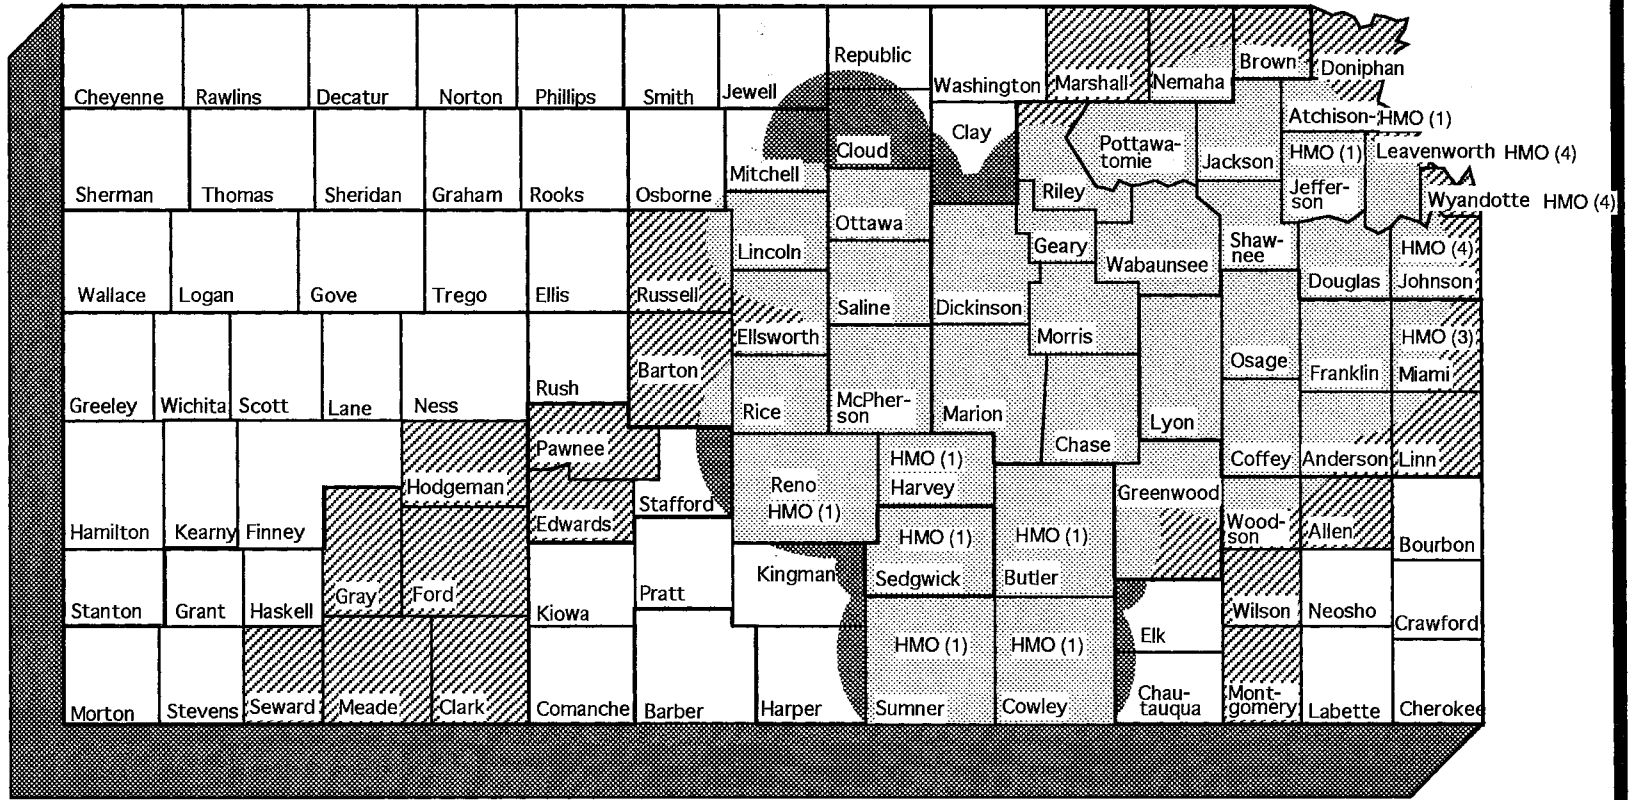 Cheyenne
Rawlins
Decatur
Norton
Phillips
Smith
Jewell
Republic
Washington
Marshall
Nemaha
Brown
Doniphan
Sherman
Thomas
Sheridan
Graham
Rooks
Osborne
Mitchell
Cloud
Clay
Riley
Pottawa-
tomie
Jackson
Atchison-HMO (1)
HMO (1)
Jeffer-
son
Leavenworth HMO (4)
Wyandotte HMO (4)
Wallace
Logan
Gove
Trego
Ellis
Russell
Lincoln
Ottawa
Saline
Dickinson
Geary
Wabaunsee
Shaw-
nee
Douglas
HMO (4)
Johnson
Greeley
Wichita
Scott
Lane
Ness
Rush
Barton
Ellsworth
Rice
McPher-
son
Marion
Morris
Chase
Lyon
Osage
Franklin
HMO (3)
Miami
Hamilton
Kearny
Finney
Hodgeman
Pawnee
Edwards
Stafford
Reno
HMO (1)
HMO (1)
Harvey
Greenwood
Coffey
Anderson
Linn
Stanton
Grant
Haskell
Gray
Ford
Kiowa
Pratt
Kingman
HMO (1)
Sedgwick
HMO (1)
Butler
Wood-
son
Allen
Bourbon
Elk
Wilson
Neosho
Crawford
Morton
Stevens
Seward
Meade
Clark
Comanche
Barber
Harper
HMO (1)
Sumner
HMO (1)
Cowley
Chau-
tauqua
Mont-
gomery
Labette
Cherokee